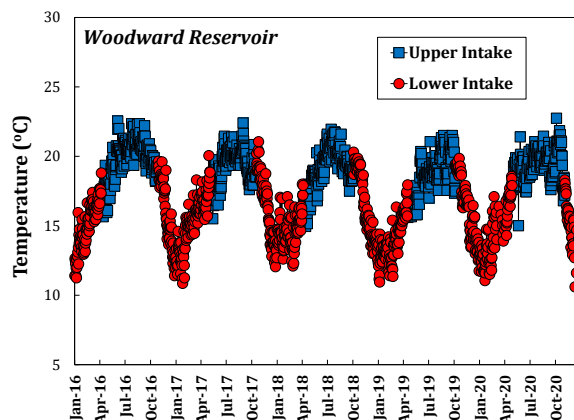 30
25
20
15
10
5
Temperature (°C)
Woodward Reservoir
Upper Intake
Lower Intake
Jan-16
Apr-16
Jul-16
Oct-16
Jan-17
Apr-17
Jul-17
Oct-17
Jan-18
Apr-18
Jul-18
Oct-18
Jan-19
Apr-19
Jul-19
Oct-19
Jan-20
Apr-20
Jul-20
Oct-20